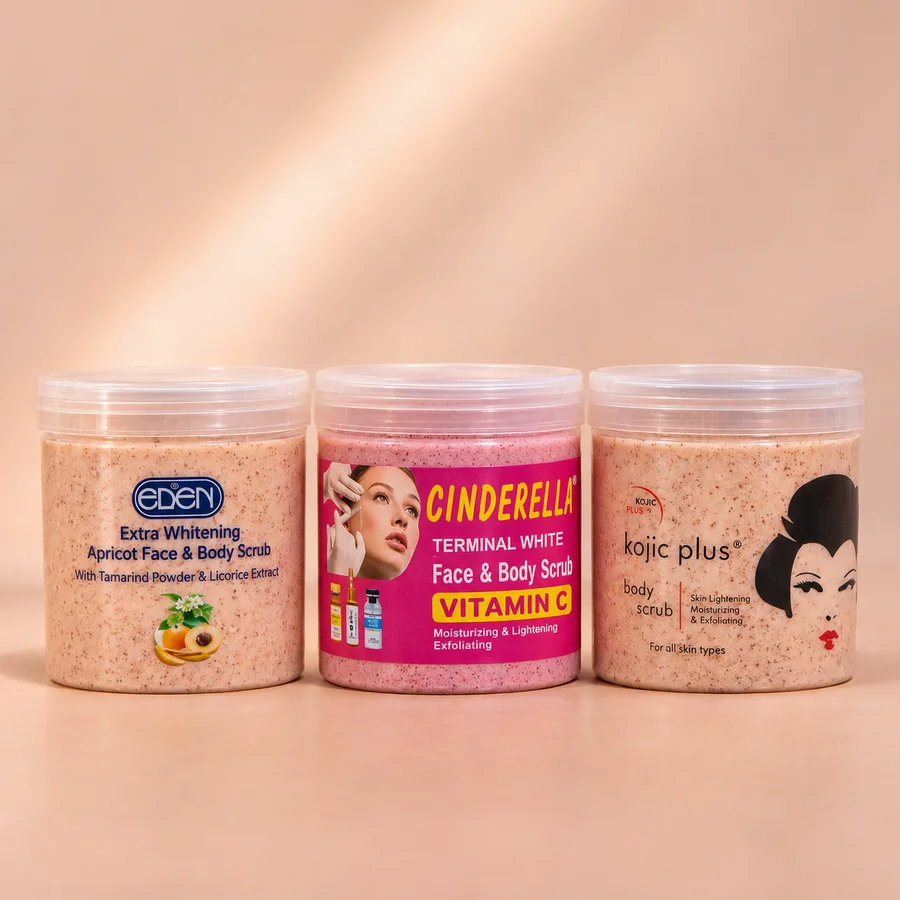 EDEN
Extra Whitening
Apricot Face & Body Scrub
With Tamarind Powder & Licorice Extract
CINDERELLA®
TERMINAL WHITE
Face & Body Scrub
VITAMIN C
Moisturizing & Lightening
Exfoliating
KOJIC
PLUS
kojic plus®
body
scrub
Skin Lightening
Moisturizing
& Exfoliating
For all skin types